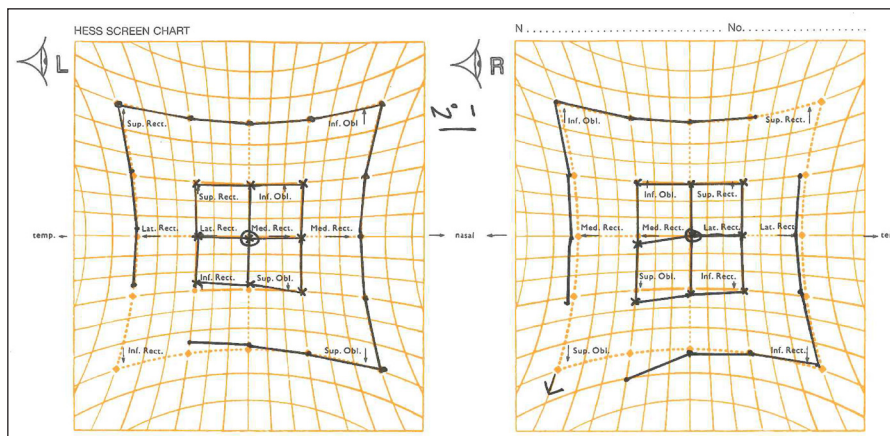 HESS SCREEN CHART
N No.
L
R
Sup. Rect. Inf. Obl
Inf. Obl. Sup. Rect.
Sup. Rect. Inf. Obl.
Inf. Obl. Sup. Rect.
temp. Lat. Rect. Lat. Rect. Med. Rect. Med. Rect. nasal
Med. Rect. Med. Rect. Lat. Rect. Lat. Rect. te
Inf. Rect. Sup. Obl.
Sup. Obl. Inf. Rect.
Inf. Rect. Sup. Obl.
Sup. Obl. Inf. Rect.